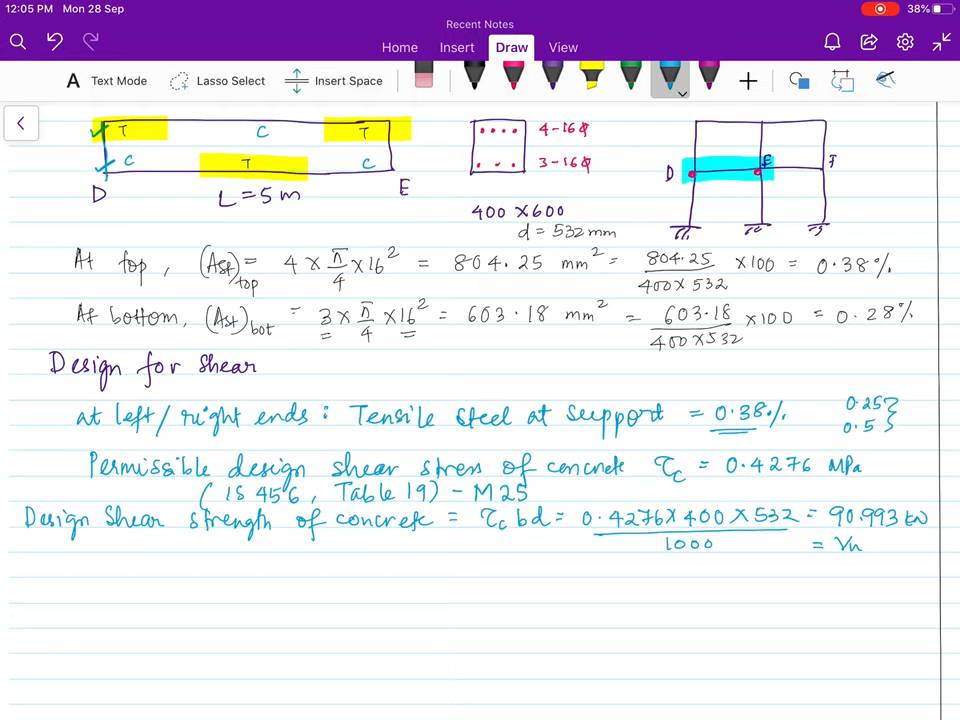 12:05 PM Mon 28 Sep
38%
Recent Notes
Home Insert Draw View
Text Mode Lasso Select Insert Space
T C T
C T C
D L = 5 m E
4-16ϕ
3-16ϕ
400 × 600
d = 532 mm
D E F
At top, (Ast)top = 4 × π/4 × 16² = 804.25 mm² = 804.25/(400 × 532) × 100 = 0.38%
At bottom, (Ast)bot = 3 × π/4 × 16² = 603.18 mm² = 603.18/(400 × 532) × 100 = 0.28%
Design for Shear
at left/right ends : Tensile steel at support = 0.38% 0.25 } 0.5 }
Permissible design shear stress of concrete τc = 0.4276 MPa
(IS 456, Table 19) - M25
Design Shear strength of concrete = τc bd = 0.4276 × 400 × 532/1000 = 90.993 kN
= Vu